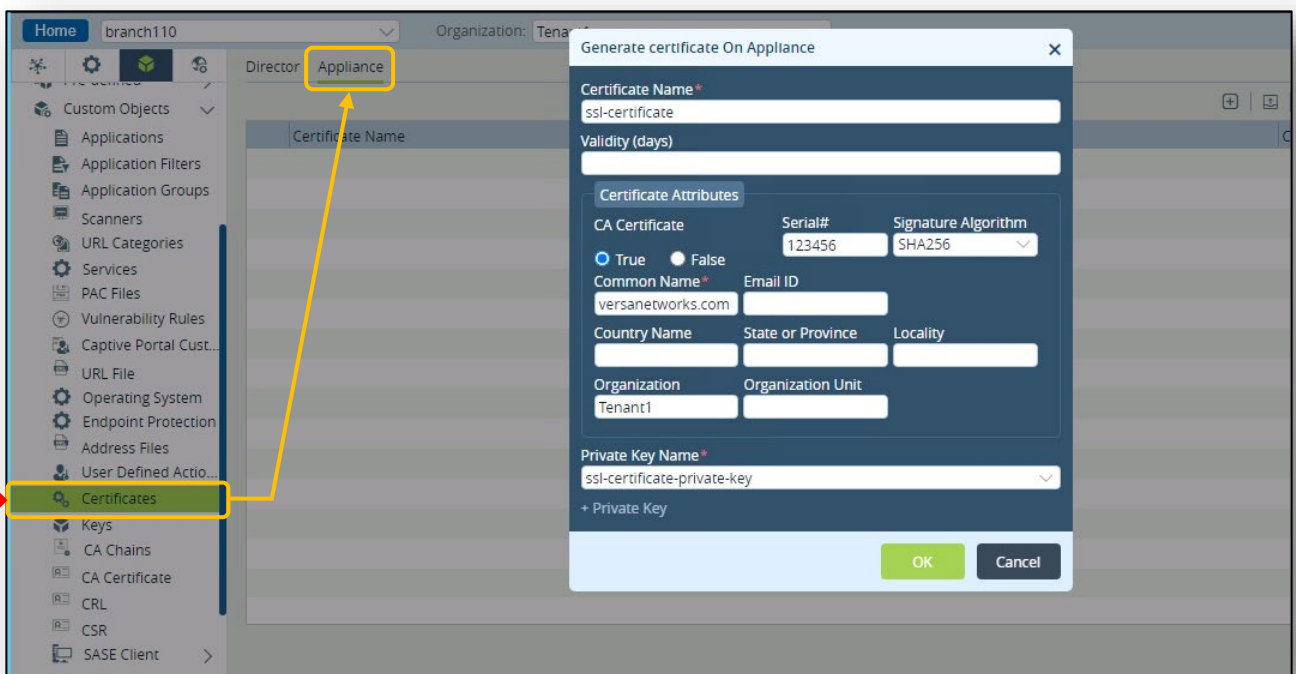 Home branch110 Organization: Tenant1
Director Appliance
Custom Objects
Applications
Application Filters
Application Groups
Scanners
URL Categories
Services
PAC Files
Vulnerability Rules
Captive Portal Cust...
URL File
Operating System
Endpoint Protection
Address Files
User Defined Actio...
Certificates
Keys
CA Chains
CA Certificate
CRL
CSR
SASE Client
Certificate Name
Generate certificate On Appliance
Certificate Name*
ssl-certificate
Validity (days)
Certificate Attributes
CA Certificate Serial# Signature Algorithm
123456 SHA256
True False
Common Name* Email ID
versanetworks.com
Country Name State or Province Locality
Organization Organization Unit
Tenant1
Private Key Name*
ssl-certificate-private-key
+ Private Key
OK Cancel